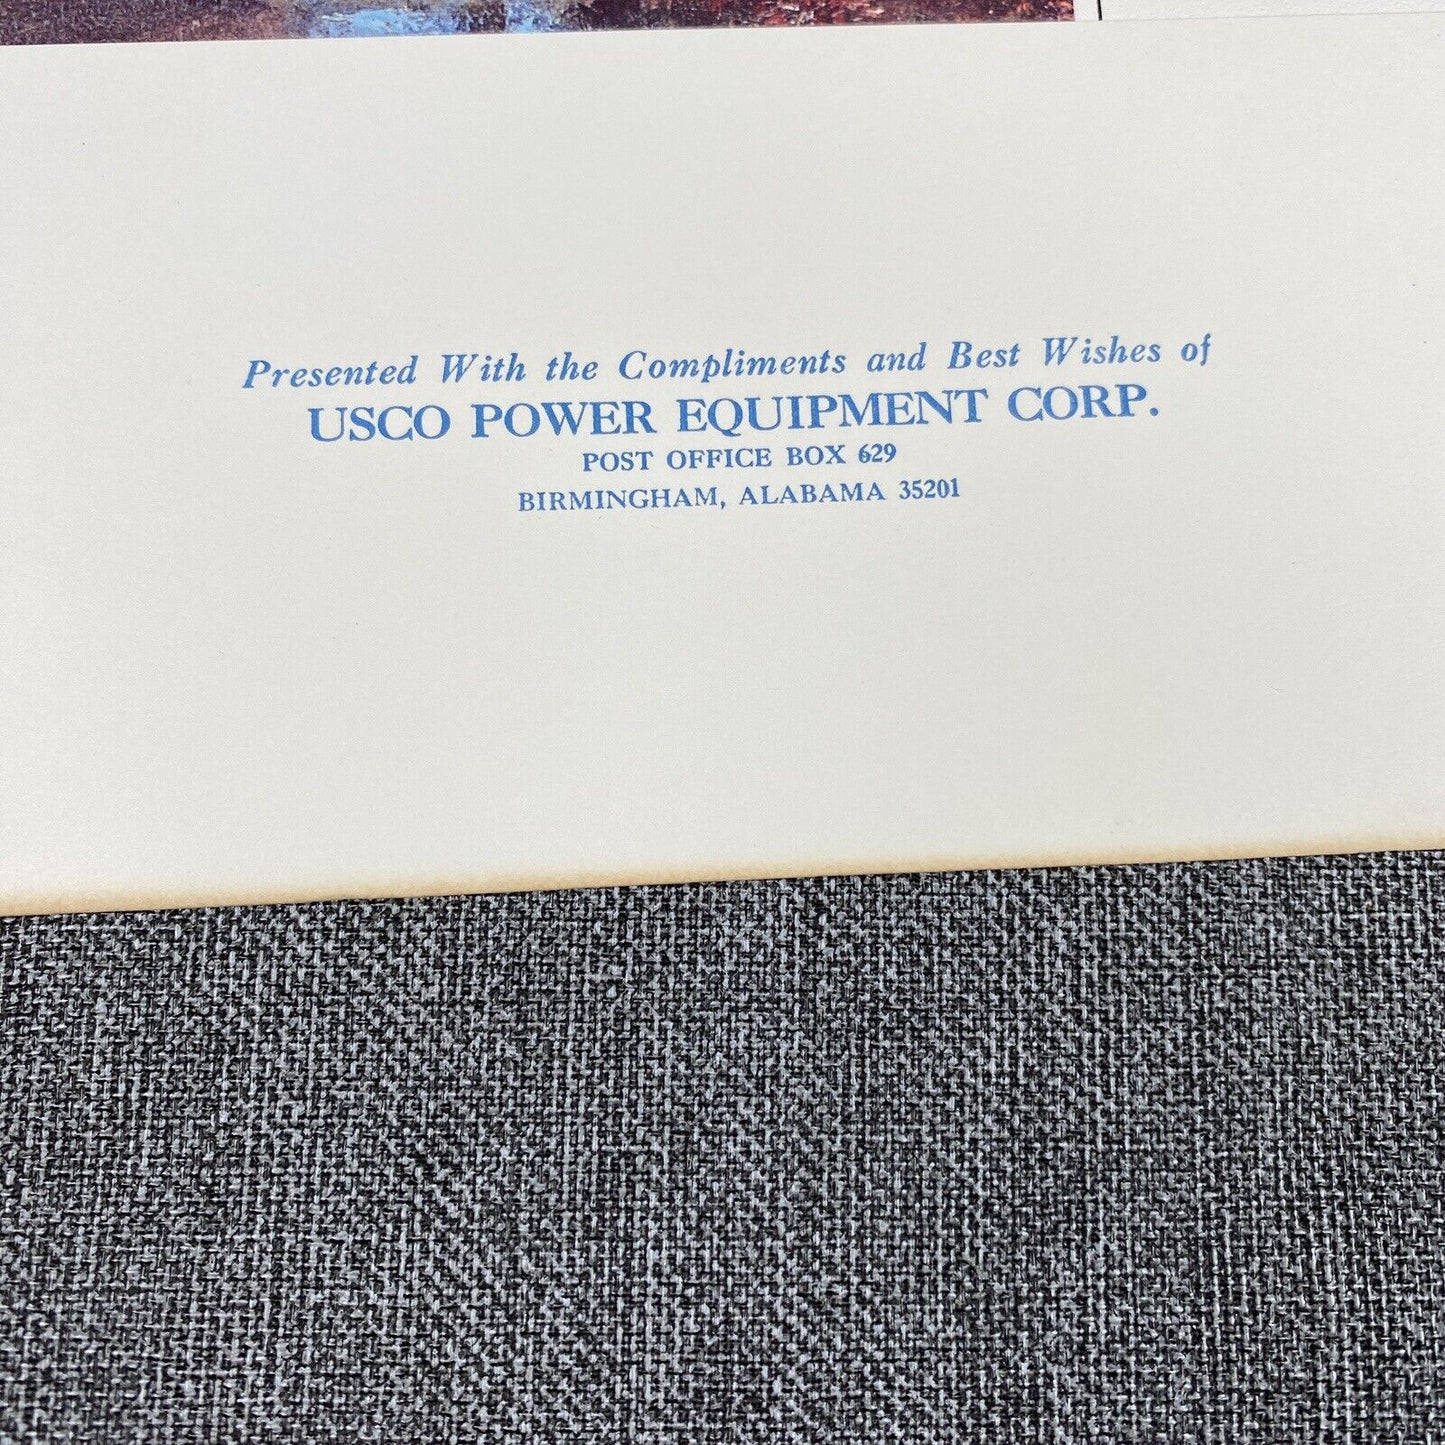 Presented With the Compliments and Best Wishes of
USCO POWER EQUIPMENT CORP.
POST OFFICE BOX 629
BIRMINGHAM, ALABAMA 35201